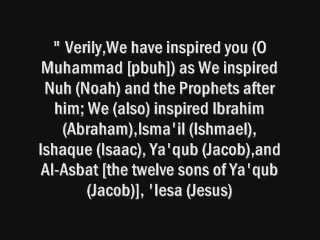 " Verily,We have inspired you (O
Muhammad [pbuh]) as We inspired
Nuh (Noah) and the Prophets after
him; We (also) inspired Ibrahim
(Abraham),Isma'il (Ishmael),
Ishaque (Isaac), Ya'qub (Jacob),and
Al-Asbat [the twelve sons of Ya'qub
(Jacob)], 'Iesa (Jesus)